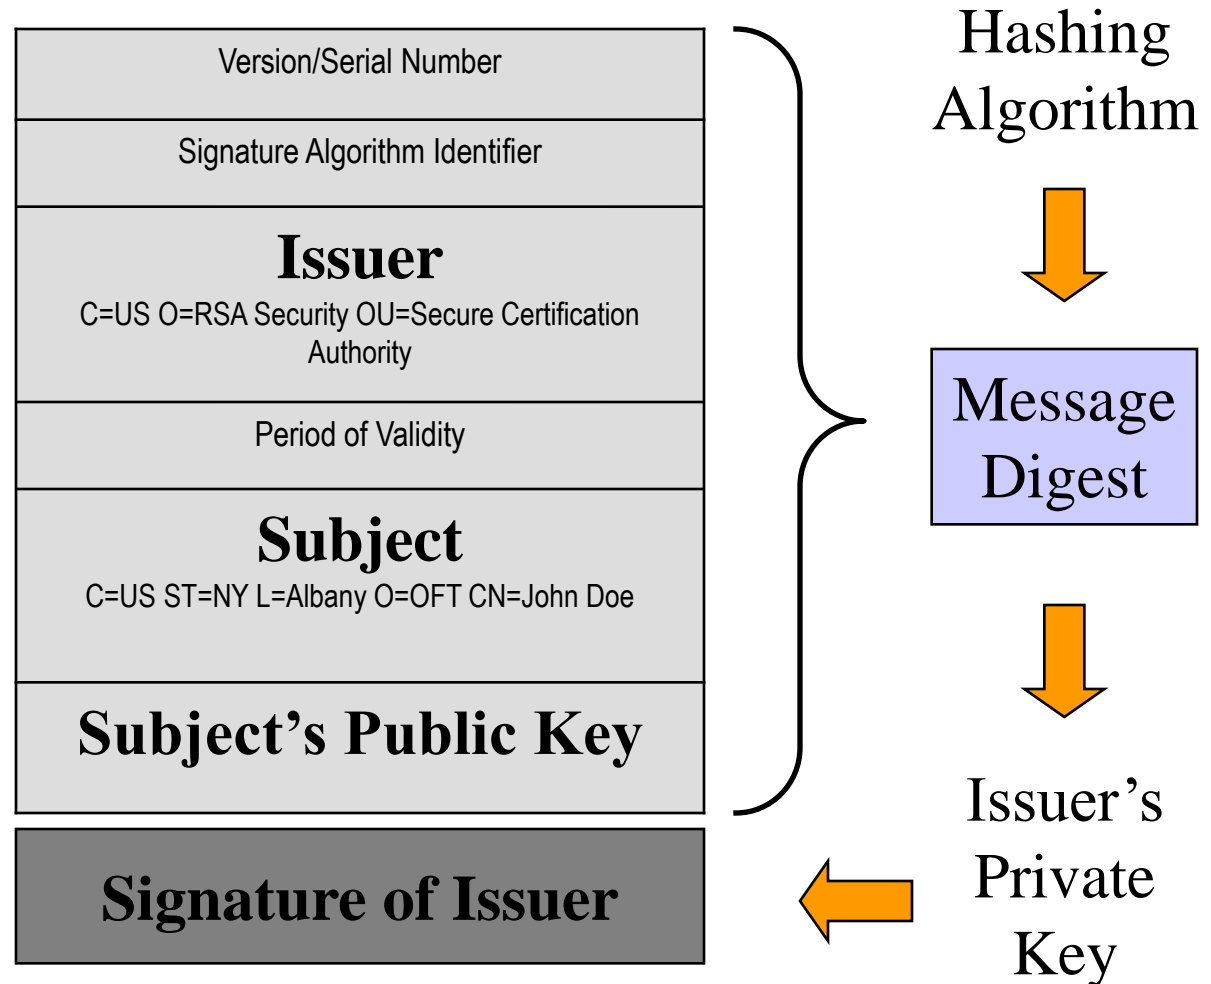 Version/Serial Number
Signature Algorithm Identifier
Issuer
C=US O=RSA Security OU=Secure Certification
Authority
Period of Validity
Subject
C=US ST=NY L=Albany O=OFT CN=John Doe
Subject’s Public Key
Signature of Issuer
Hashing
Algorithm
Message
Digest
Issuer’s
Private
Key